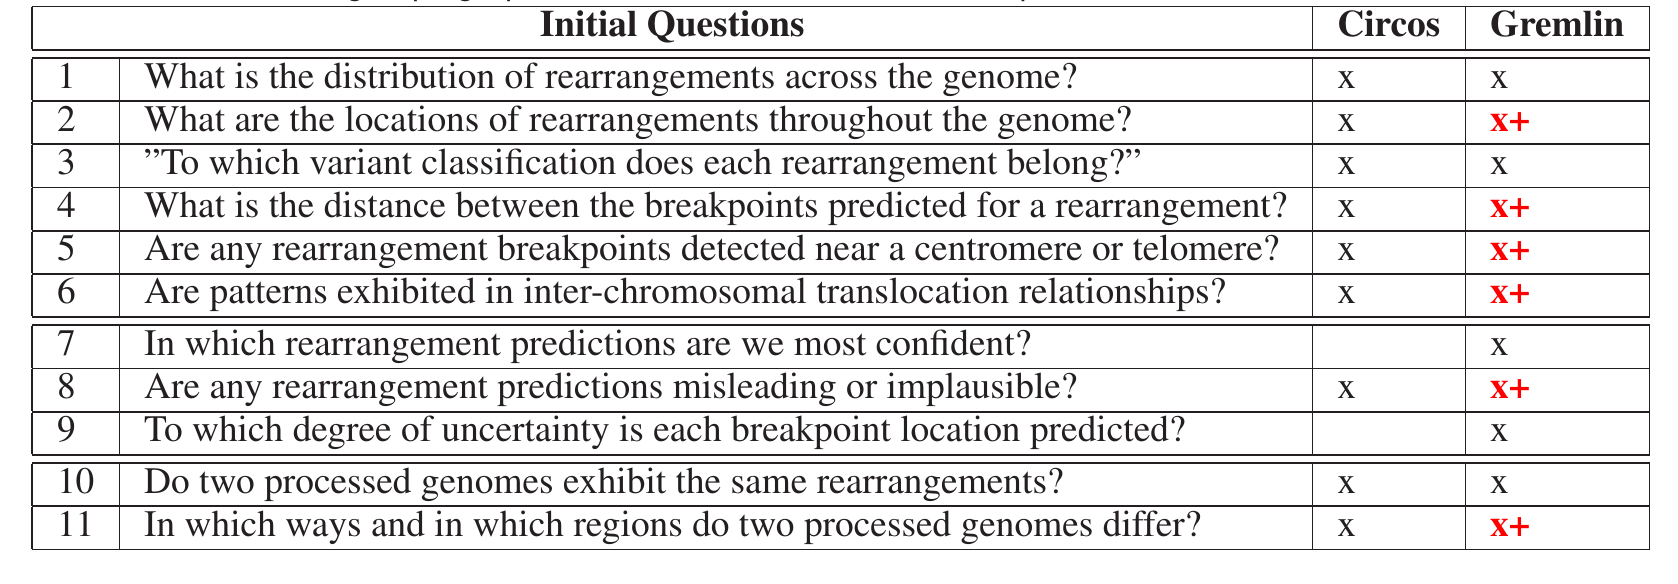 Initial Questions Circos Gremlin
1 What is the distribution of rearrangements across the genome? x x
2 What are the locations of rearrangements throughout the genome? x x+
3 ”To which variant classification does each rearrangement belong?” x x
4 What is the distance between the breakpoints predicted for a rearrangement? x x+
5 Are any rearrangement breakpoints detected near a centromere or telomere? x x+
6 Are patterns exhibited in inter-chromosomal translocation relationships? x x+
7 In which rearrangement predictions are we most confident? x
8 Are any rearrangement predictions misleading or implausible? x x+
9 To which degree of uncertainty is each breakpoint location predicted? x
10 Do two processed genomes exhibit the same rearrangements? x x
11 In which ways and in which regions do two processed genomes differ? x x+